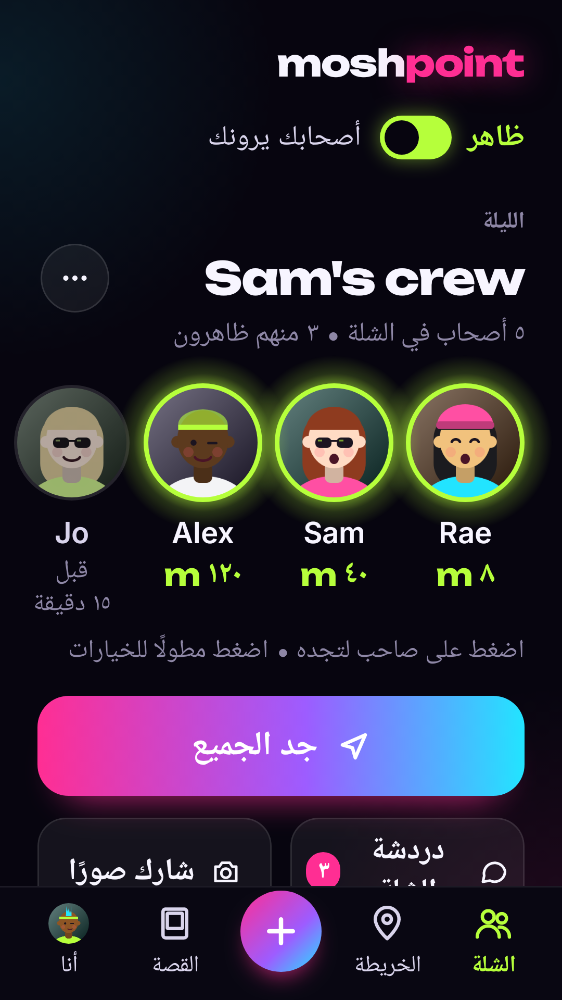 moshpoint
ظاهر
أصحابك يرونك
الليلة
Sam's crew
٥ أصحاب في الشلة • ٣ منهم ظاهرون
Rae
٨ m
Sam
٤٠ m
Alex
١٢٠ m
Jo
قبل
١٥ دقيقة
اضغط على صاحب لتجده • اضغط مطولًا للخيارات
جد الجميع
دردشة
٣
شارك صورًا
الشلة
الخريطة
القصة
أنا